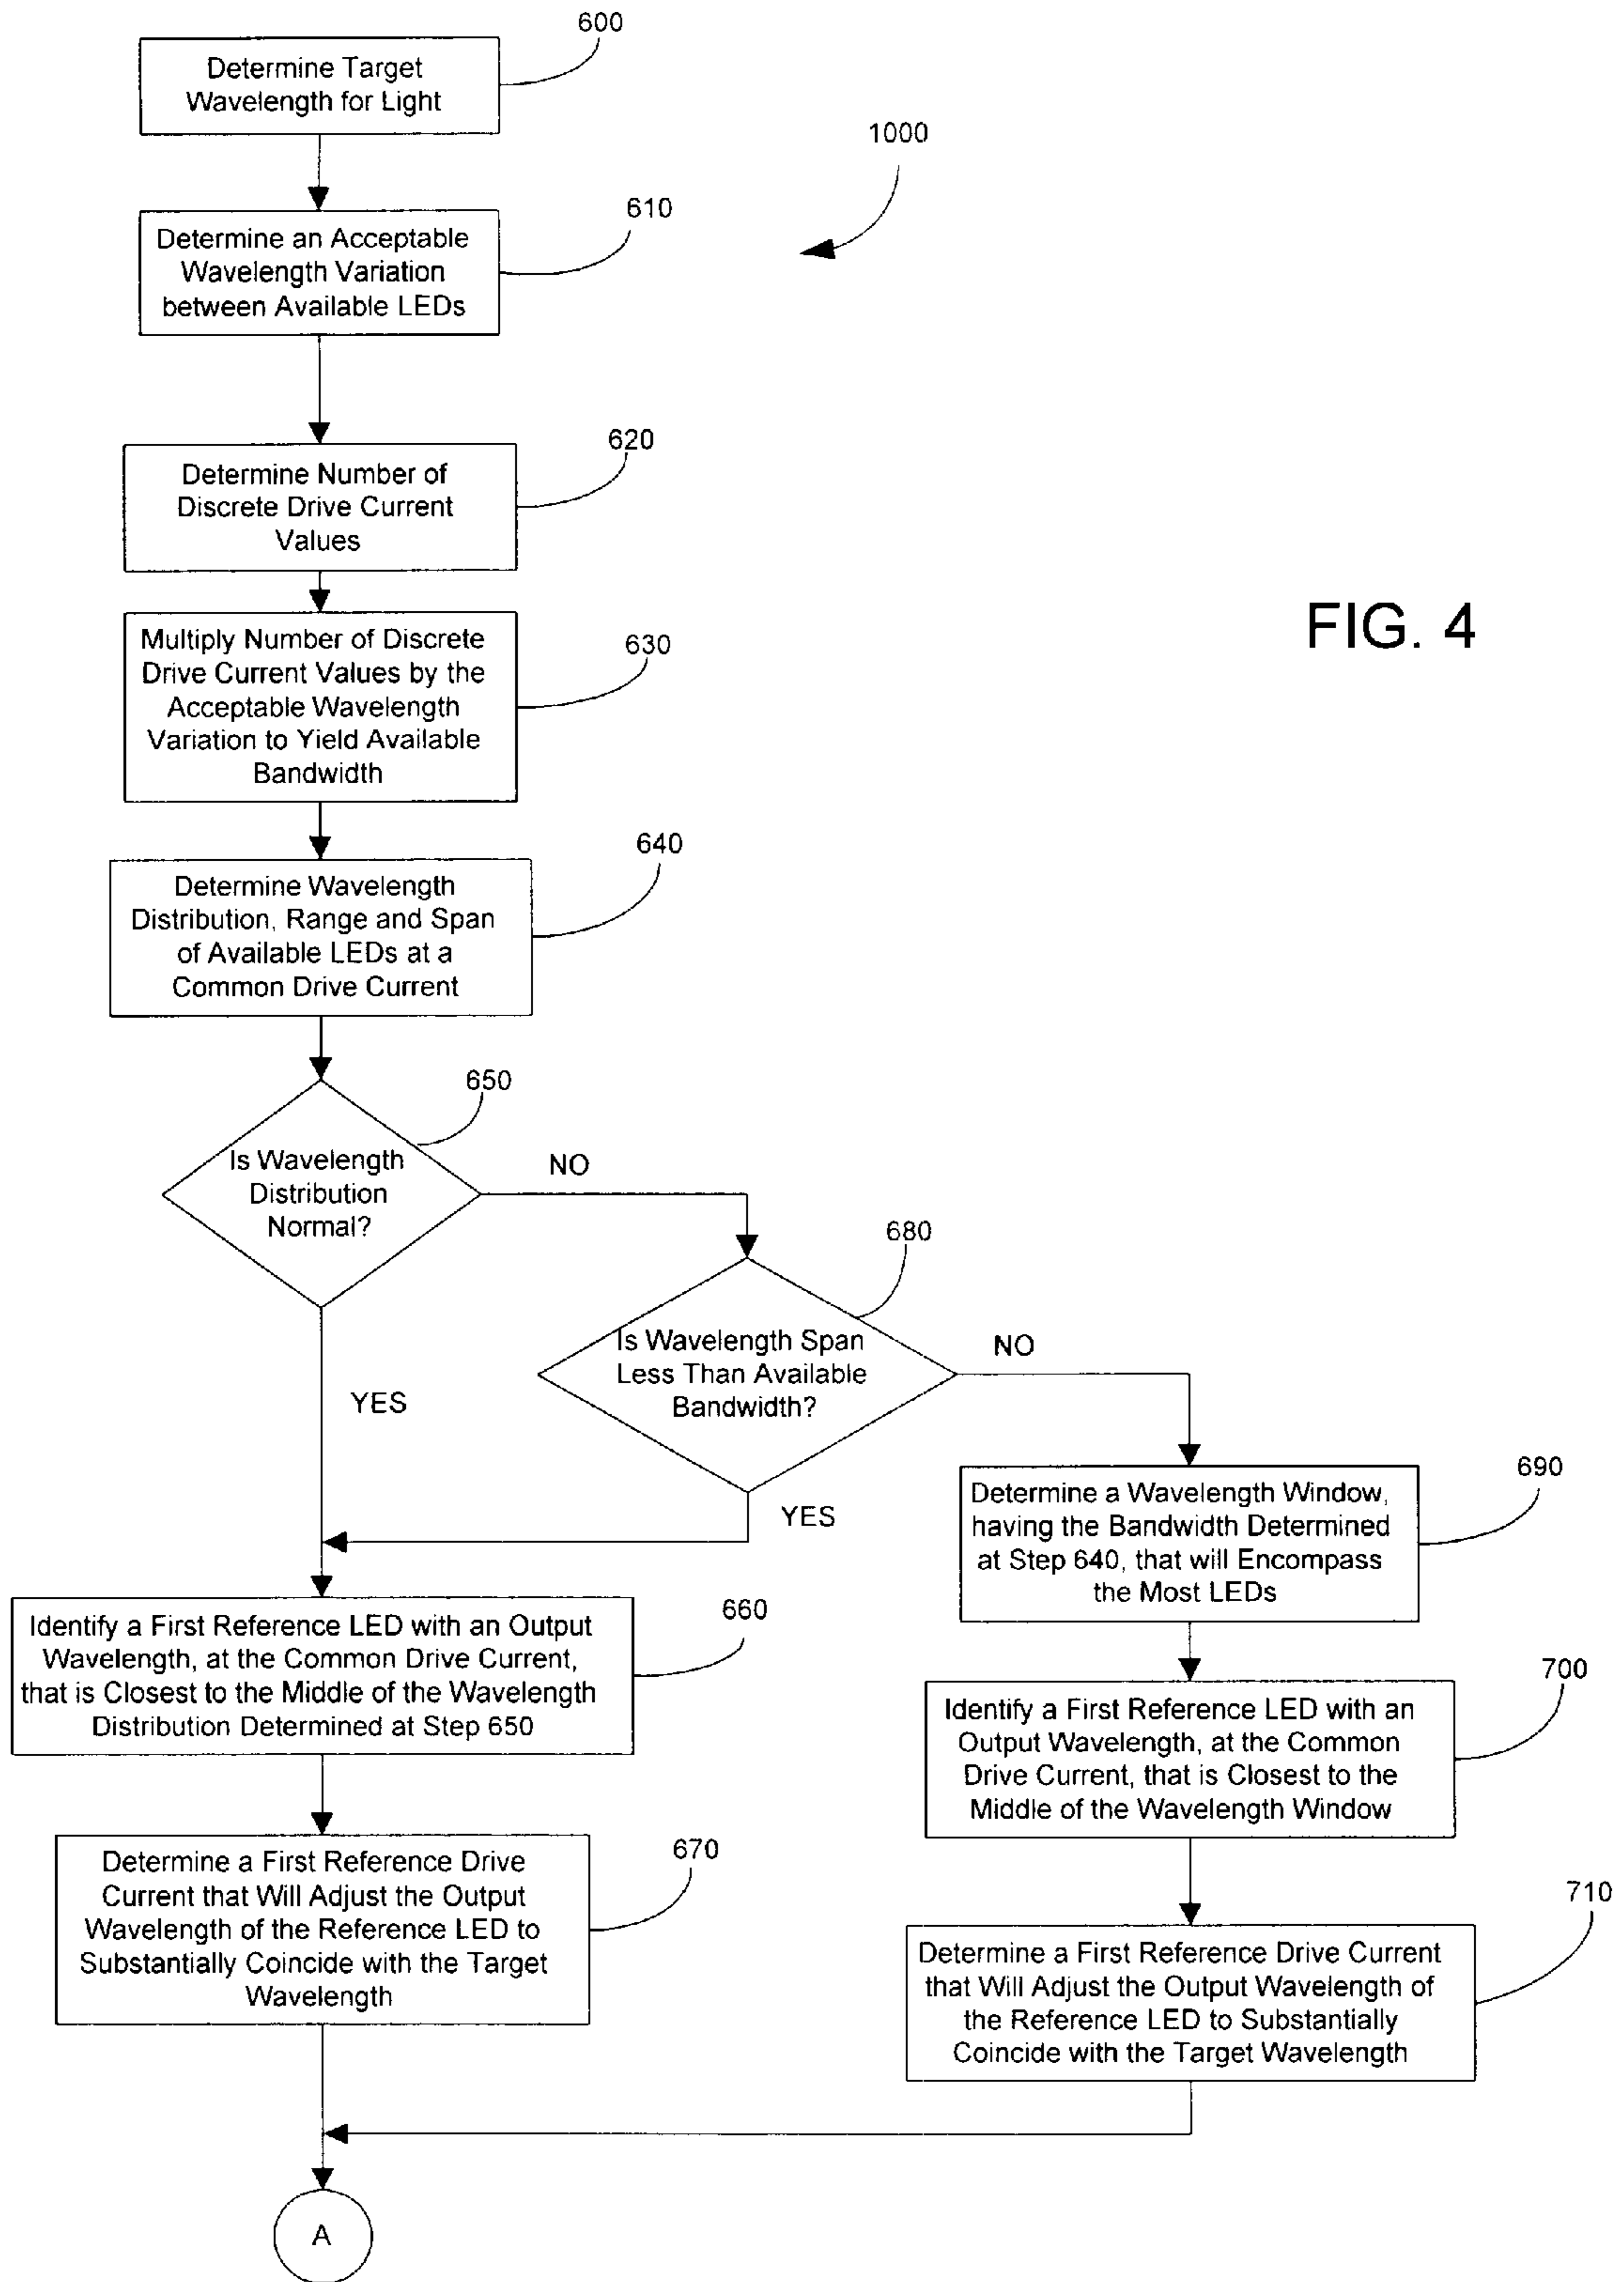 600
Determine Target
Wavelength for Light
1000
610
Determine an Acceptable
Wavelength Variation
between Available LEDs
620
Determine Number of
Discrete Drive Current
Values
FIG. 4
630
Multiply Number of Discrete
Drive Current Values by the
Acceptable Wavelength
Variation to Yield Available
Bandwidth
640
Determine Wavelength
Distribution, Range and Span
of Available LEDs at a
Common Drive Current
650
Is Wavelength
Distribution
Normal?
NO
YES
680
Is Wavelength Span
Less Than Available
Bandwidth?
NO
YES
690
Determine a Wavelength Window,
having the Bandwidth Determined
at Step 640, that will Encompass
the Most LEDs
660
Identify a First Reference LED with an Output
Wavelength, at the Common Drive Current,
that is Closest to the Middle of the Wavelength
Distribution Determined at Step 650
700
Identify a First Reference LED with an
Output Wavelength, at the Common
Drive Current, that is Closest to the
Middle of the Wavelength Window
670
Determine a First Reference Drive
Current that Will Adjust the Output
Wavelength of the Reference LED to
Substantially Coincide with the Target
Wavelength
710
Determine a First Reference Drive Current
that Will Adjust the Output Wavelength of
the Reference LED to Substantially
Coincide with the Target Wavelength
A